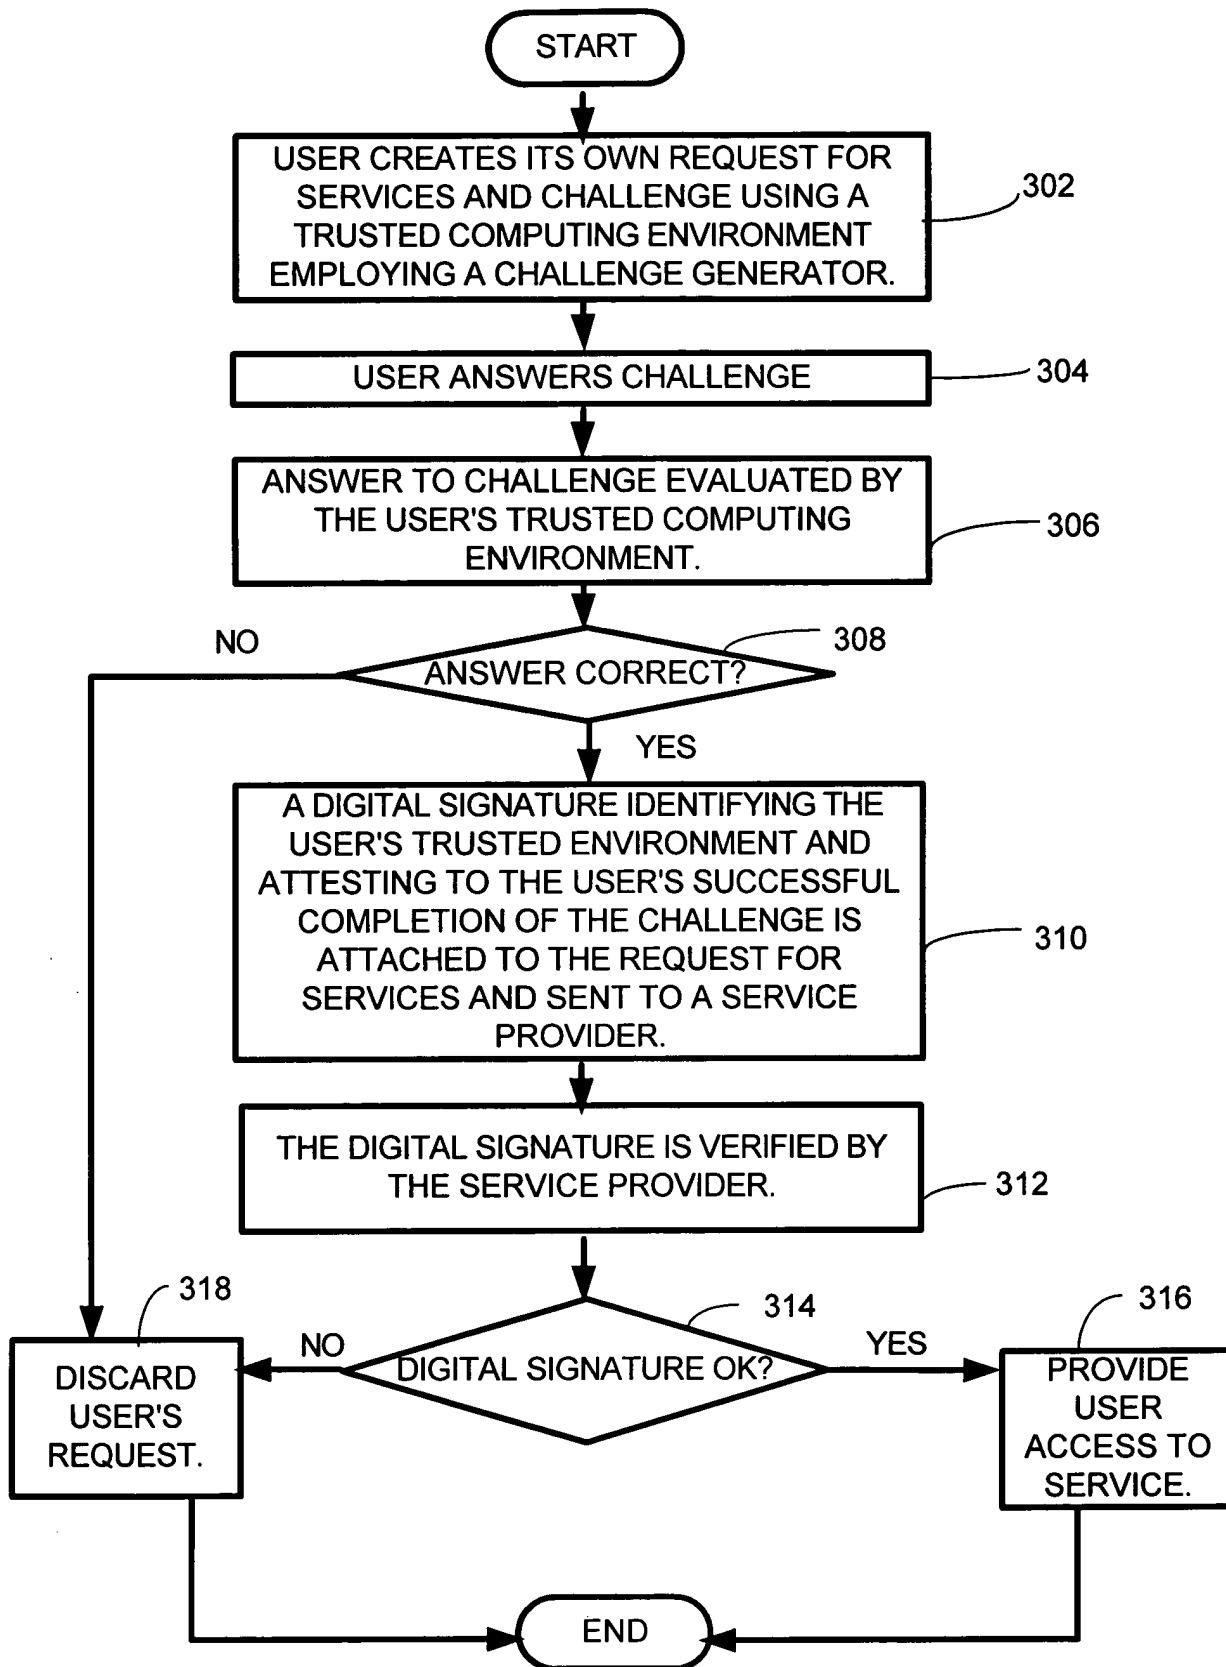 START
USER CREATES ITS OWN REQUEST FOR
SERVICES AND CHALLENGE USING A
TRUSTED COMPUTING ENVIRONMENT
EMPLOYING A CHALLENGE GENERATOR.
302
USER ANSWERS CHALLENGE
304
ANSWER TO CHALLENGE EVALUATED BY
THE USER'S TRUSTED COMPUTING
ENVIRONMENT.
306
NO
308
ANSWER CORRECT?
YES
A DIGITAL SIGNATURE IDENTIFYING THE
USER'S TRUSTED ENVIRONMENT AND
ATTESTING TO THE USER'S SUCCESSFUL
COMPLETION OF THE CHALLENGE IS
ATTACHED TO THE REQUEST FOR
SERVICES AND SENT TO A SERVICE
PROVIDER.
310
THE DIGITAL SIGNATURE IS VERIFIED BY
THE SERVICE PROVIDER.
312
318
314
316
NO
DIGITAL SIGNATURE OK?
YES
DISCARD
USER'S
REQUEST.
PROVIDE
USER
ACCESS TO
SERVICE.
END